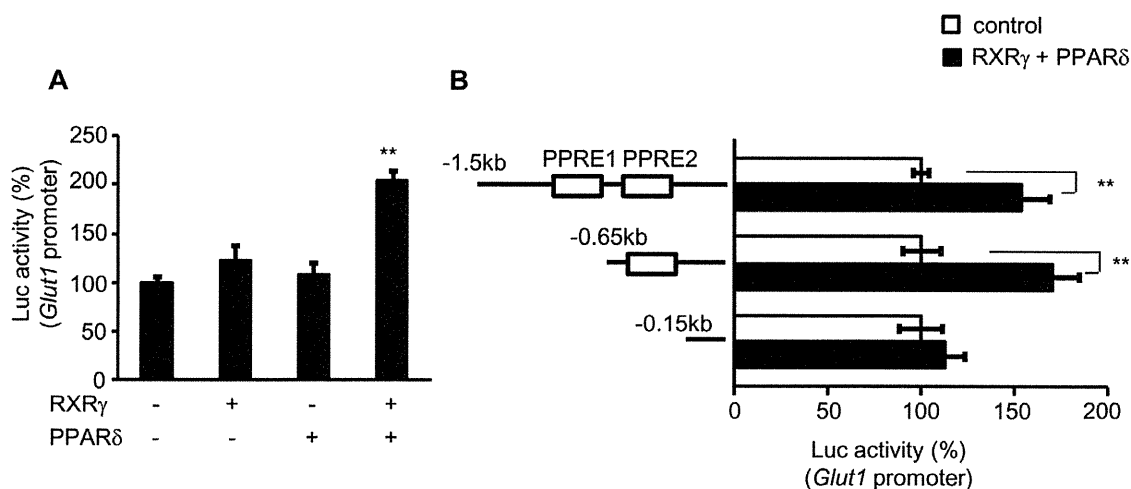 control
RXRγ + PPARδ
A
B
Luc activity (%)
(Glut1 promoter)
250
200
150
100
50
0
**
RXRγ - + - +
PPARδ - - + +
-1.5kb
PPRE1 PPRE2
-0.65kb
-0.15kb
**
**
0 50 100 150 200
Luc activity (%)
(Glut1 promoter)